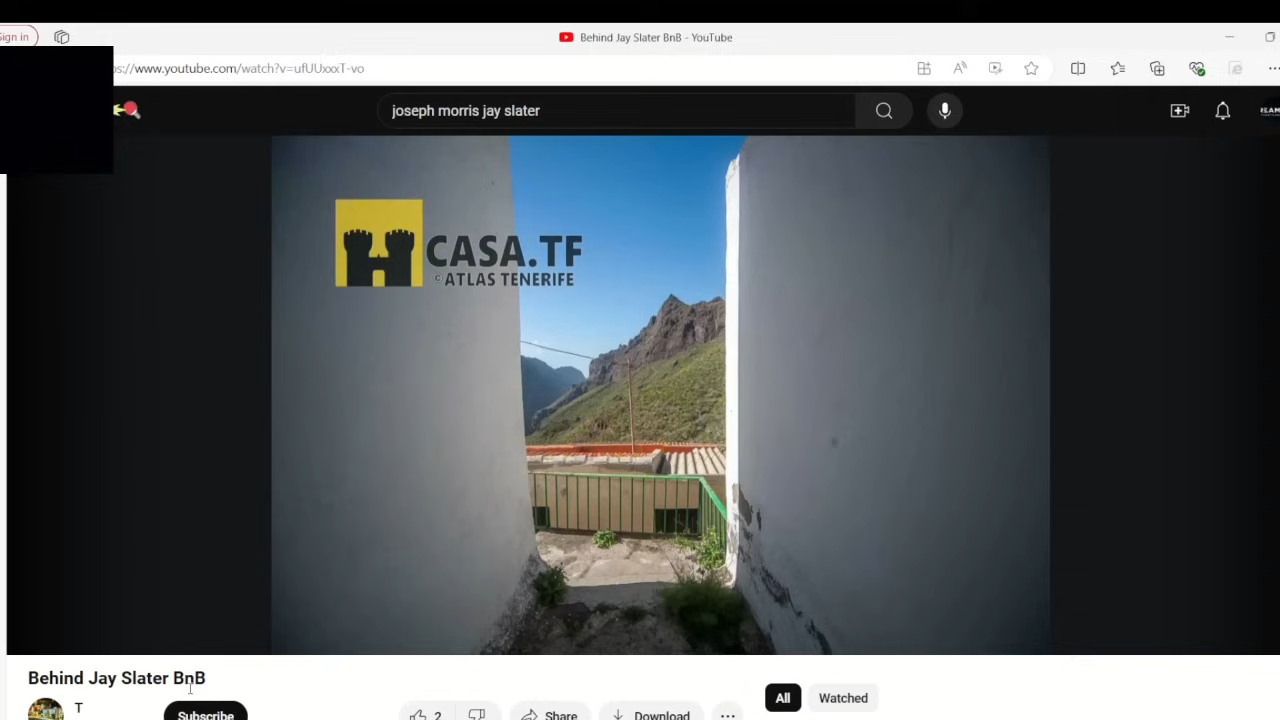 Sign in
Behind Jay Slater BnB - YouTube
ps://www.youtube.com/watch?v=ufUUxxxT-vo
joseph morris jay slater
CASA.TF
© ATLAS TENERIFE
Behind Jay Slater BnB
T
Subscribe
2
Share
Download
All
Watched